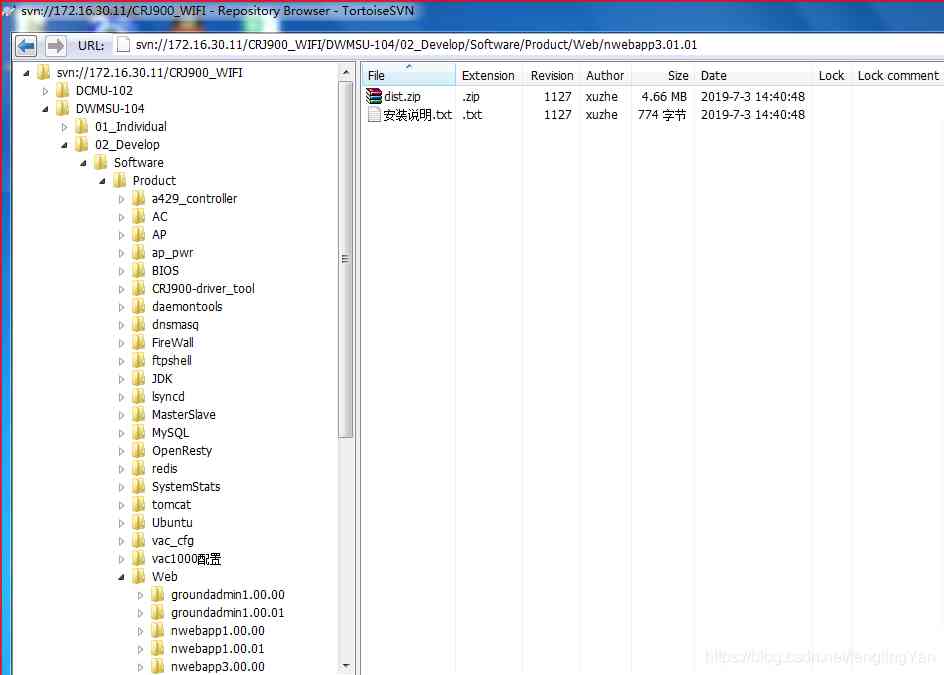 svn://172.16.30.11/CRJ900_WIFI - Repository Browser - TortoiseSVN
URL: svn://172.16.30.11/CRJ900_WIFI/DWMSU-104/02_Develop/Software/Product/Web/nwebapp3.01.01
svn://172.16.30.11/CRJ900_WIFI
DCMU-102
DWMSU-104
01_Individual
02_Develop
Software
Product
a429_controller
AC
AP
ap_pwr
BIOS
CRJ900-driver_tool
daemontools
dnsmasq
FireWall
ftpshell
JDK
lsyncd
MasterSlave
MySQL
OpenResty
redis
SystemStats
tomcat
Ubuntu
vac_cfg
vac1000配置
Web
groundadmin1.00.00
groundadmin1.00.01
nwebapp1.00.00
nwebapp1.00.01
nwebapp3.00.00
File Extension Revision Author Size Date Lock Lock comment
dist.zip .zip 1127 xuzhe 4.66 MB 2019-7-3 14:40:48
安装说明.txt .txt 1127 xuzhe 774 字节 2019-7-3 14:40:48